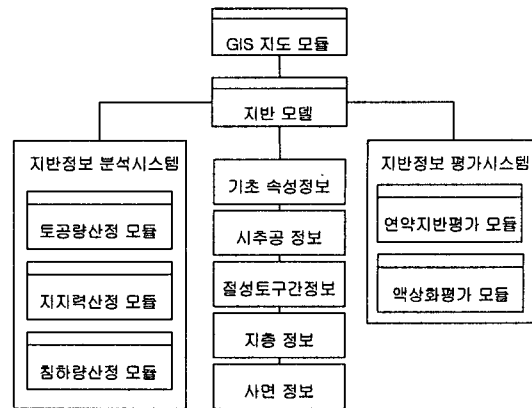 GIS 지도 모듈
지반 모델
지반정보 분석시스템
토공량산정 모듈
지지력산정 모듈
침하량산정 모듈
기초 속성정보
시추공 정보
절성토구간정보
지층 정보
사면 정보
지반정보 평가시스템
연약지반평가 모듈
액상화평가 모듈